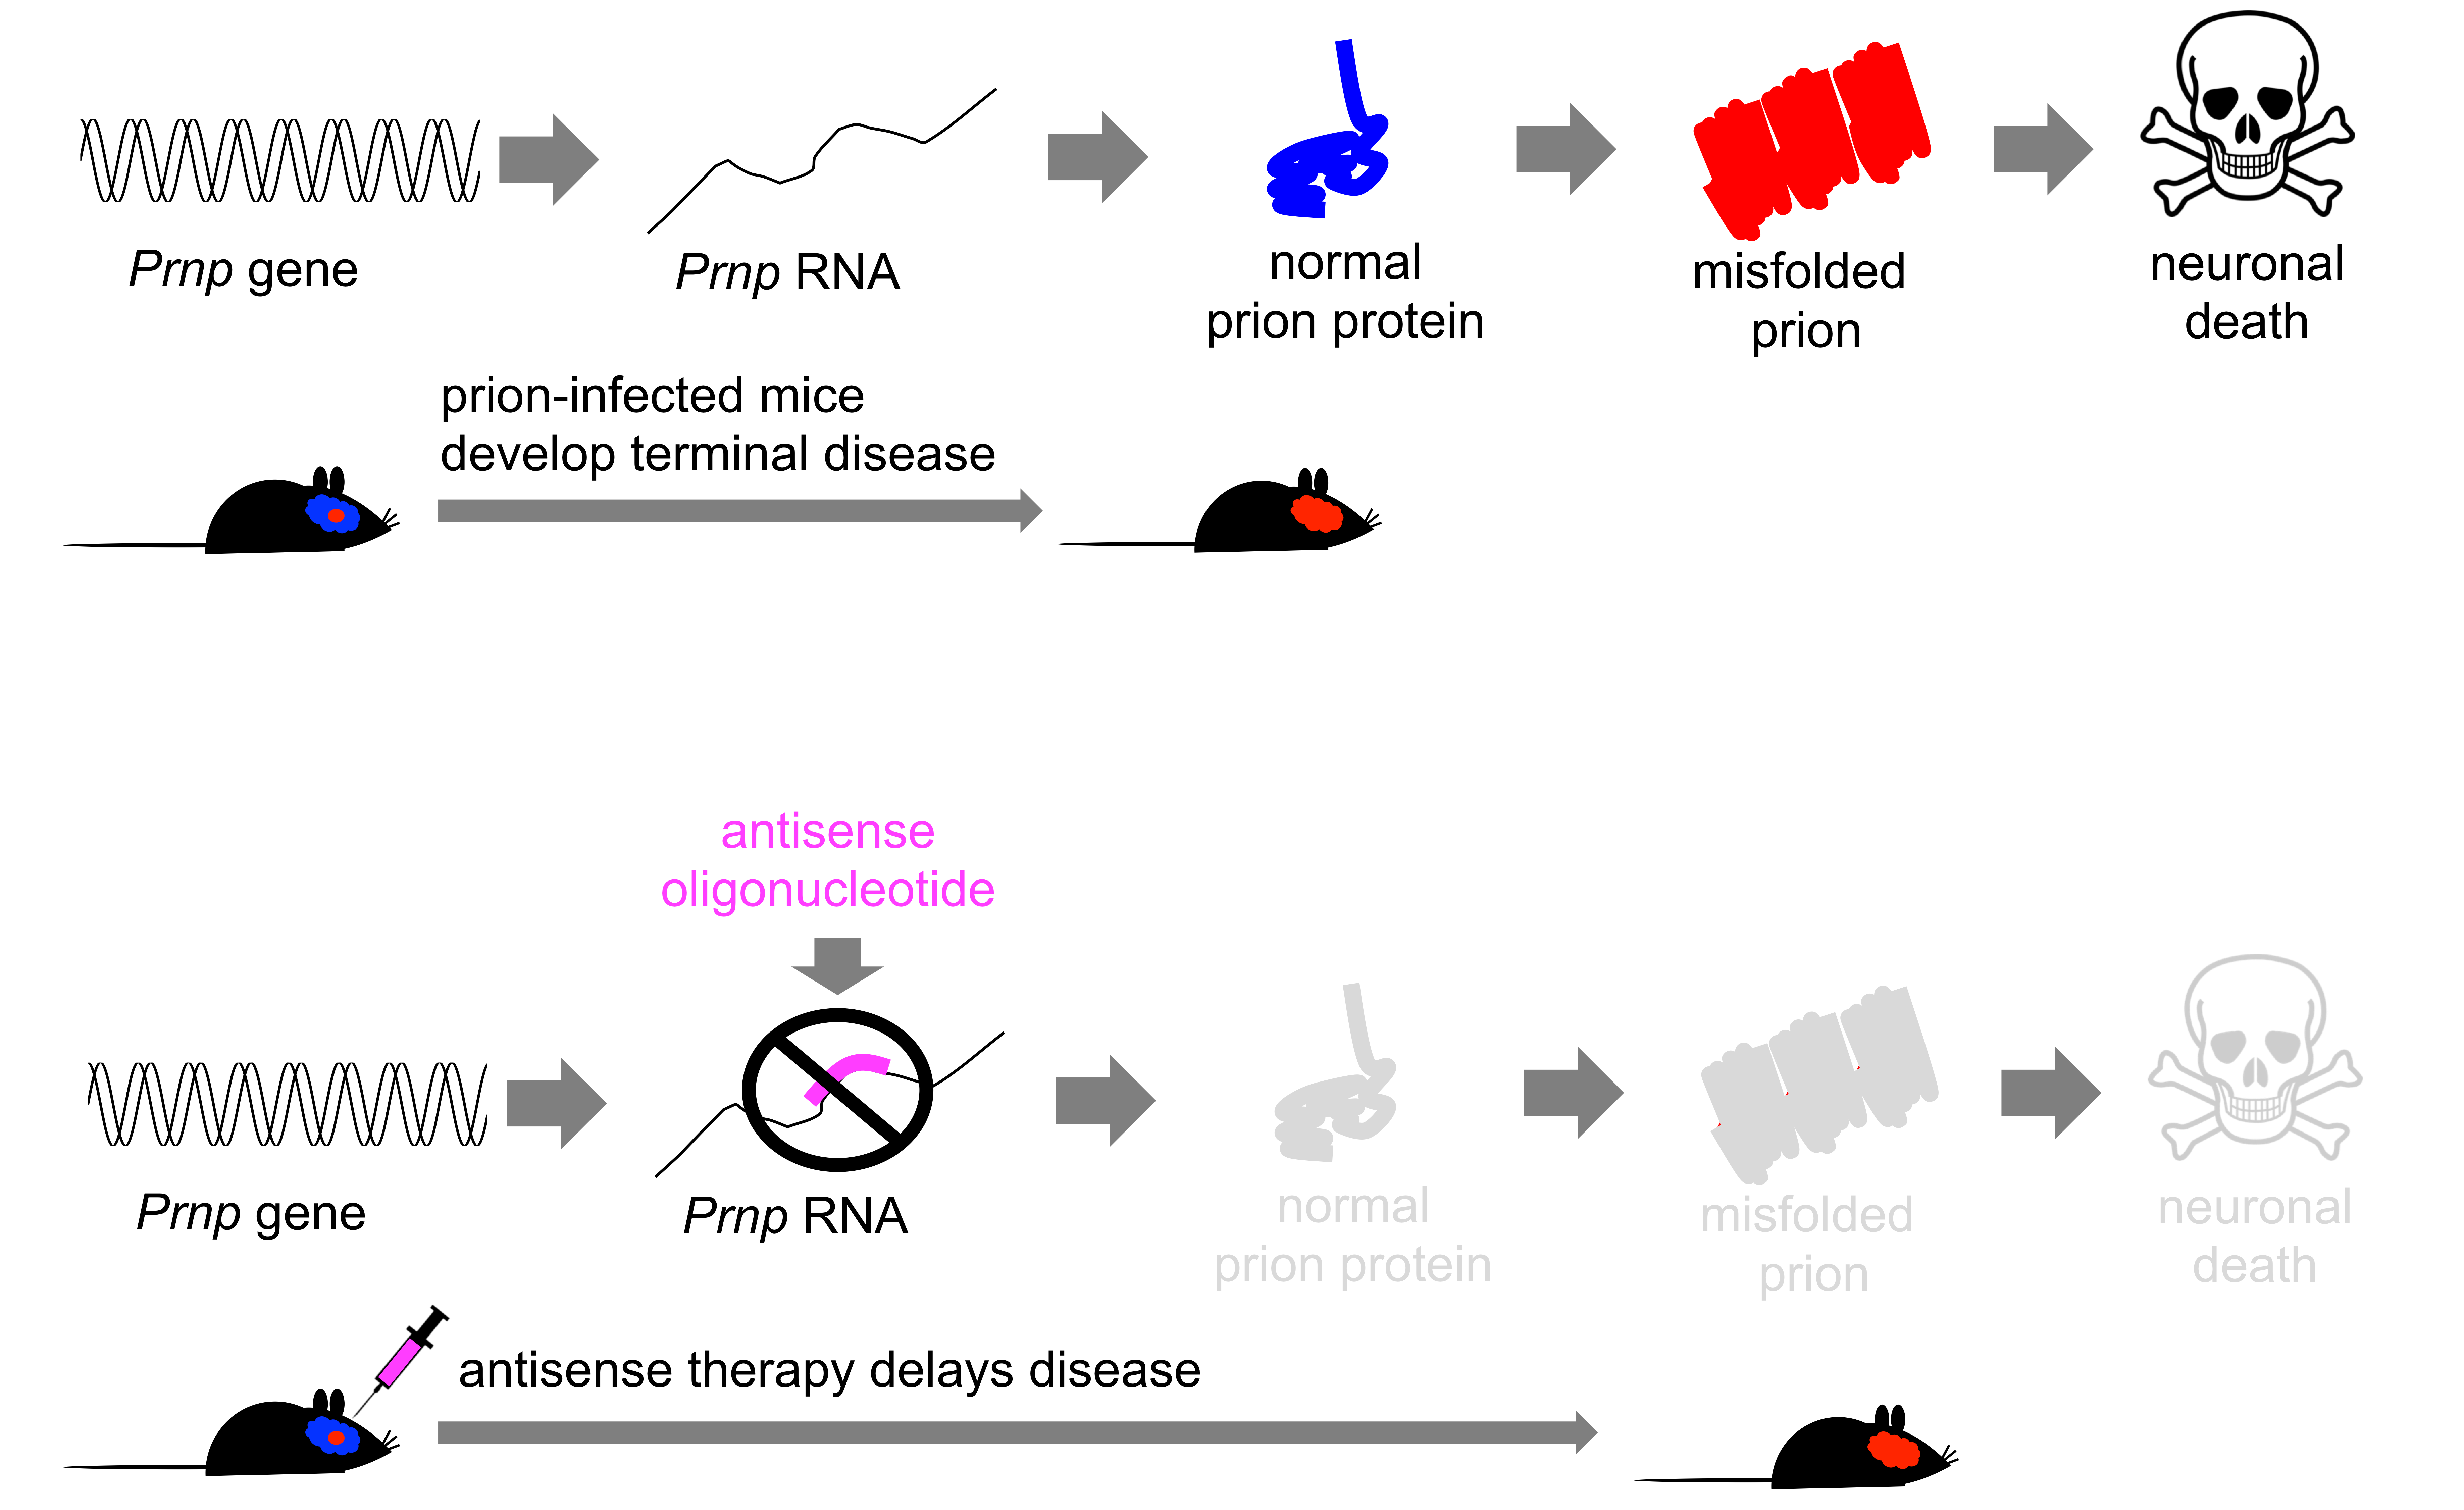 Prnp gene
Prnp RNA
normal
prion protein
misfolded
prion
neuronal
death
prion-infected mice
develop terminal disease
antisense
oligonucleotide
Prnp gene
Prnp RNA
normal
prion protein
misfolded
prion
neuronal
death
antisense therapy delays disease